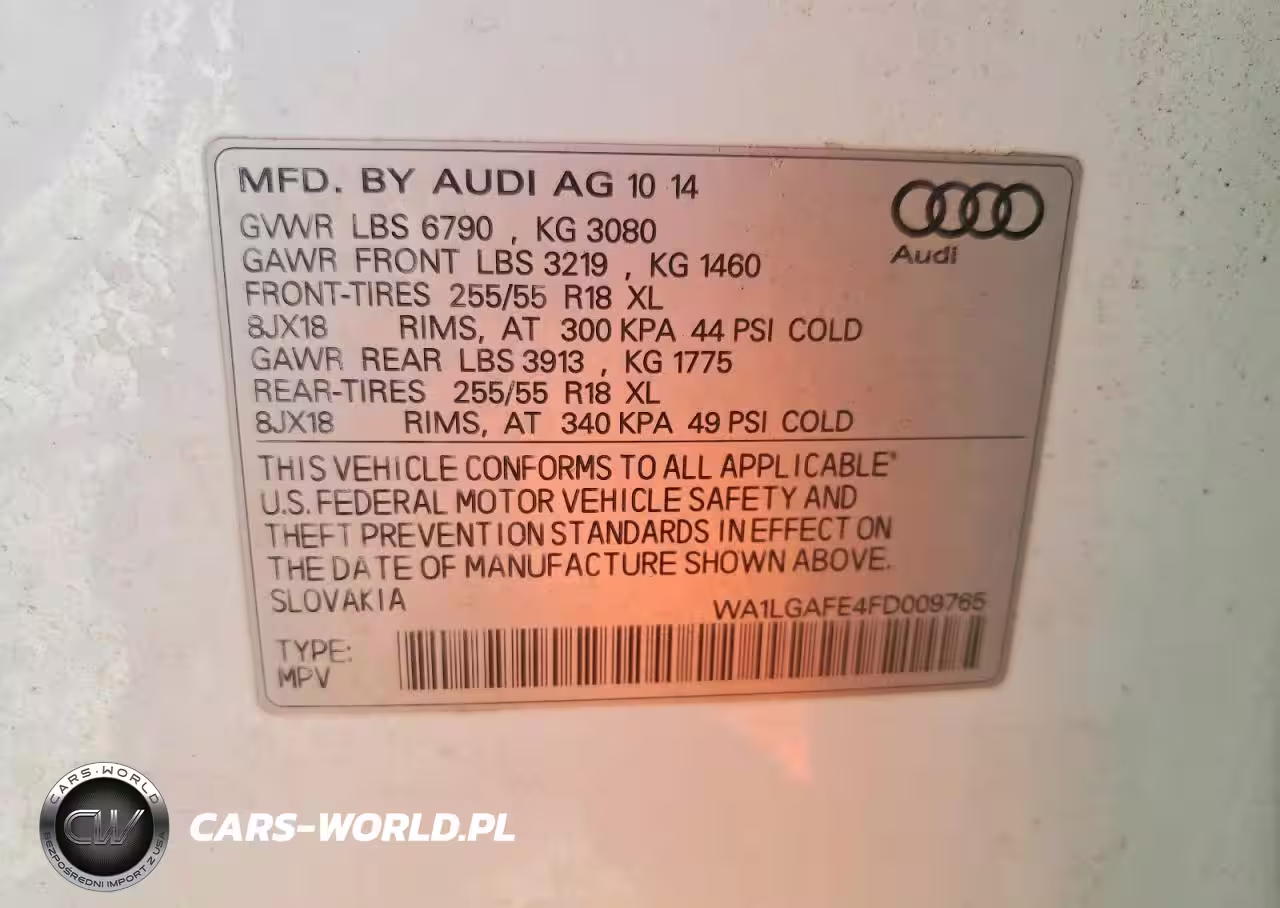 MFD. BY AUDI AG 10 14
GVWR LBS 6790 , KG 3080
GAWR FRONT LBS 3219 , KG 1460
FRONT-TIRES 255/55 R18 XL
8JX18 RIMS, AT 300 KPA 44 PSI COLD
GAWR REAR LBS 3913 , KG 1775
REAR-TIRES 255/55 R18 XL
8JX18 RIMS, AT 340 KPA 49 PSI COLD
Audi
THIS VEHICLE CONFORMS TO ALL APPLICABLE
U.S. FEDERAL MOTOR VEHICLE SAFETY AND
THEFT PREVENTION STANDARDS IN EFFECT ON
THE DATE OF MANUFACTURE SHOWN ABOVE.
SLOVAKIA WA1LGAFE4FD009765
TYPE:
MPV
CARS-WORLD
CW
BEZPOŚREDNI IMPORT Z USA
CARS-WORLD.PL